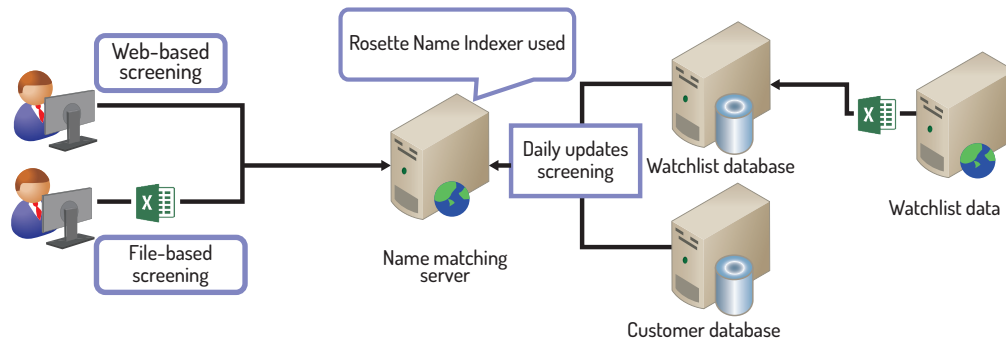 Web-based
screening
Rosette Name Indexer used
X
File-based
screening
Name matching
server
Daily updates
screening
Watchlist database
Customer database
X
Watchlist data